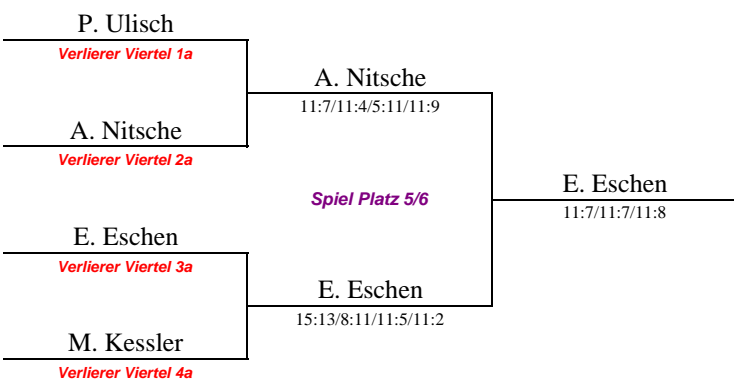 P. Ulisch
Verlierer Viertel 1a
A. Nitsche
11:7/11:4/5:11/11:9
A. Nitsche
Verlierer Viertel 2a
Spiel Platz 5/6
E. Eschen
11:7/11:7/11:8
E. Eschen
Verlierer Viertel 3a
E. Eschen
15:13/8:11/11:5/11:2
M. Kessler
Verlierer Viertel 4a